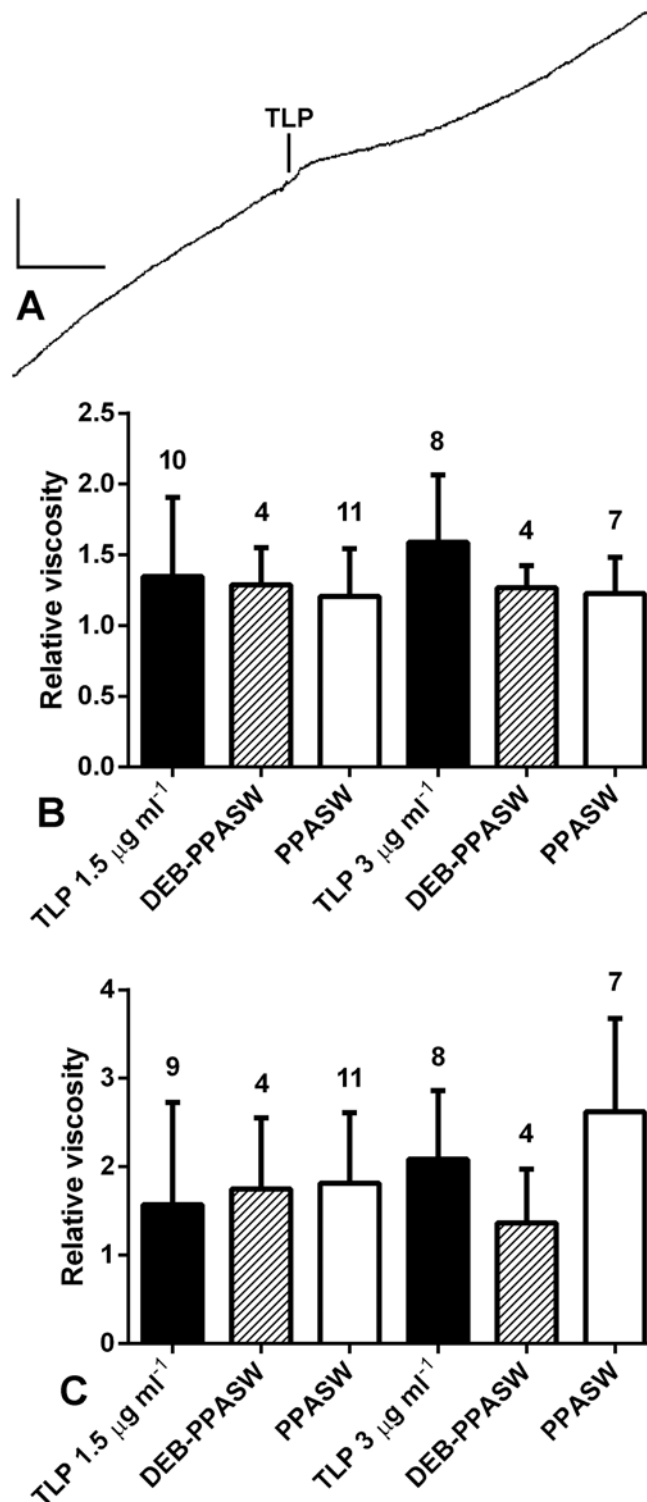 TLP
A
2.5
2.0
1.5
1.0
0.5
0.0
Relative viscosity
10
4
11
8
4
7
TLP 1.5 μg ml⁻¹
DEB-PPASW
PPASW
TLP 3 μg ml⁻¹
DEB-PPASW
PPASW
B
4
3
2
1
0
Relative viscosity
9
4
11
8
4
7
TLP 1.5 μg ml⁻¹
DEB-PPASW
PPASW
TLP 3 μg ml⁻¹
DEB-PPASW
PPASW
C